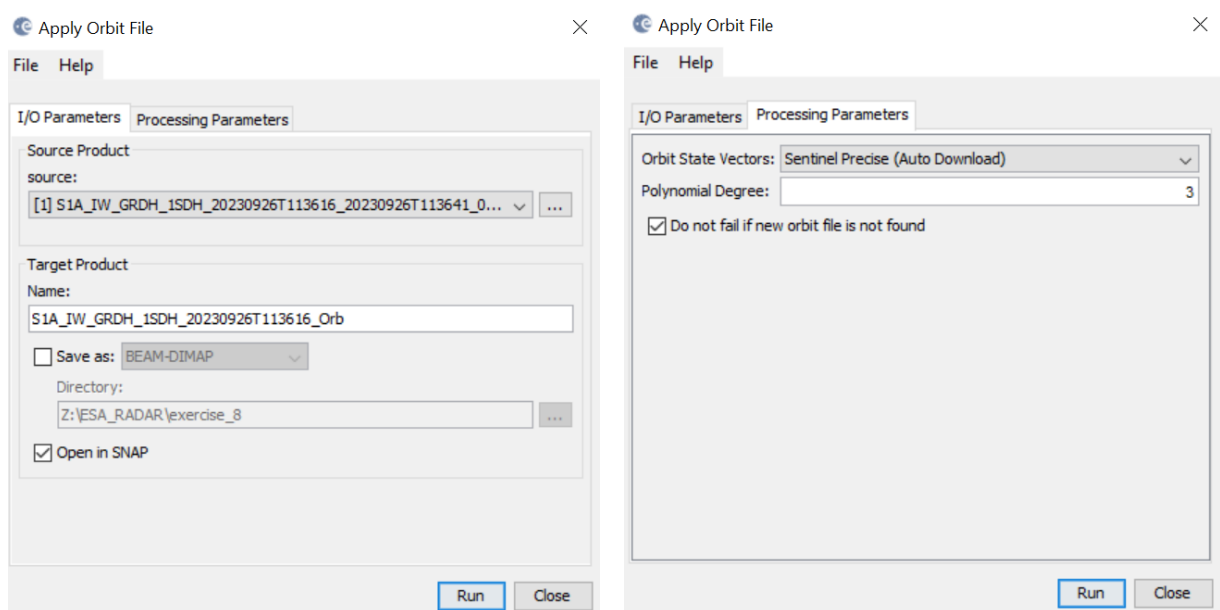 Apply Orbit File
File Help
I/O Parameters Processing Parameters
Source Product
source:
[1] S1A_IW_GRDH_1SDH_20230926T113616_20230926T113641_0... ...
Target Product
Name:
S1A_IW_GRDH_1SDH_20230926T113616_Orb
Save as: BEAM-DIMAP
Directory:
Z:\ESA_RADAR\exercise_8 ...
Open in SNAP
Run Close
Apply Orbit File
File Help
I/O Parameters Processing Parameters
Orbit State Vectors: Sentinel Precise (Auto Download)
Polynomial Degree: 3
Do not fail if new orbit file is not found
Run Close